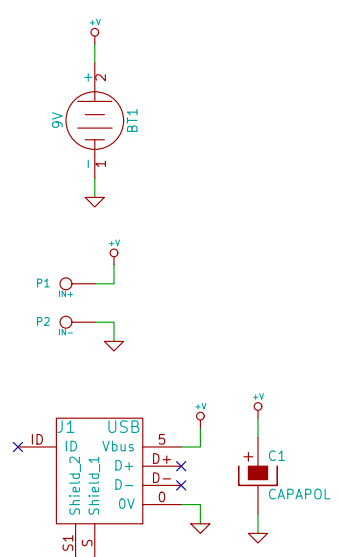 +V
+ 2
9V
BT1
- 1
+V
P1
IN+
P2
IN-
+V
+V
J1 USB
ID ID
Vbus 5
D+ D+
D- D-
0V 0
Shield_2
Shield_1
S1
S
+ C1
CAPAPOL